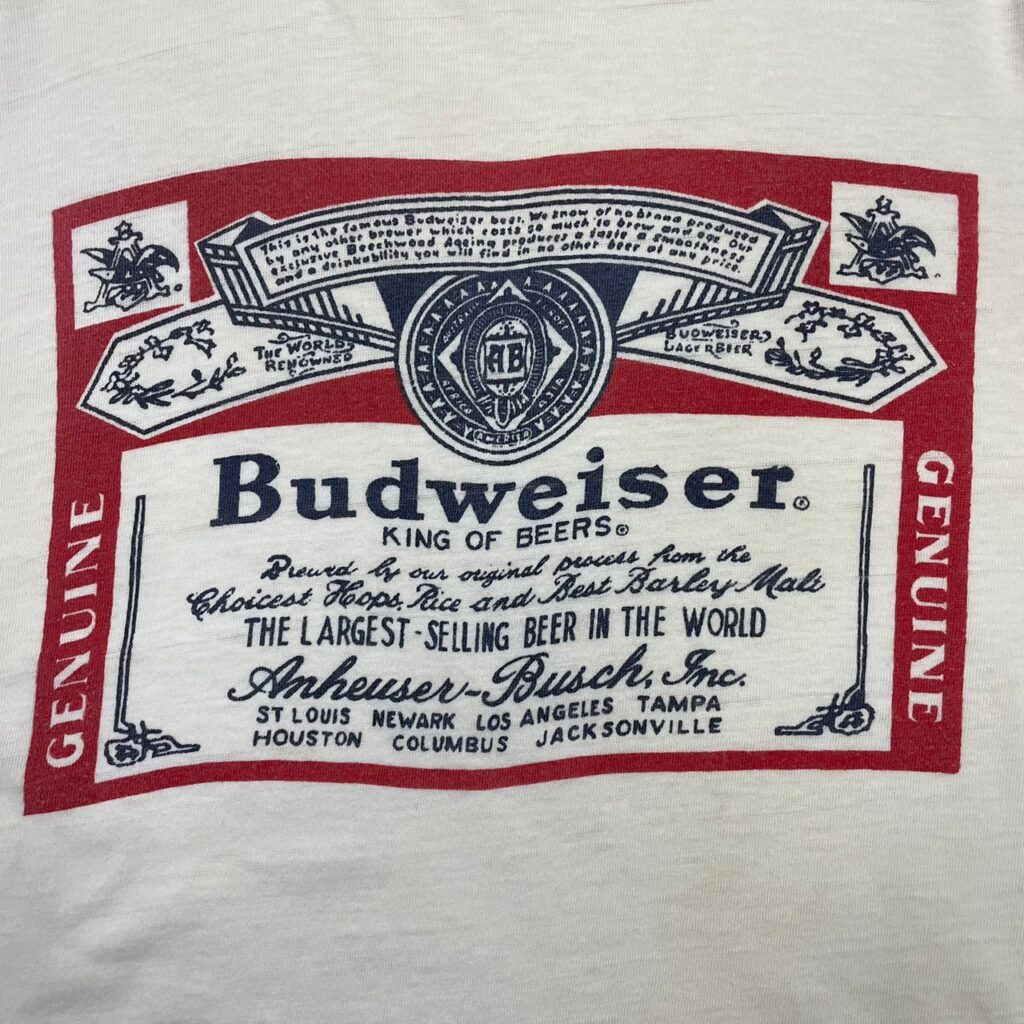 This is the famous Budweiser beer. We know of no brand produced
by any other brewer which costs so much to brew and age. Our
exclusive Beechwood Ageing produces a taste, a smoothness
and a drinkability you will find in no other beer at any price.
THE WORLD
RENOWNED
BUDWEISER
LAGER BEER
AB
AFRICA
ASIA
Budweiser®
KING OF BEERS®
Brewed by our original process from the
Choicest Hops, Rice and Best Barley Malt
THE LARGEST-SELLING BEER IN THE WORLD
Anheuser-Busch, Inc.
ST LOUIS NEWARK LOS ANGELES TAMPA
HOUSTON COLUMBUS JACKSONVILLE
GENUINE
GENUINE